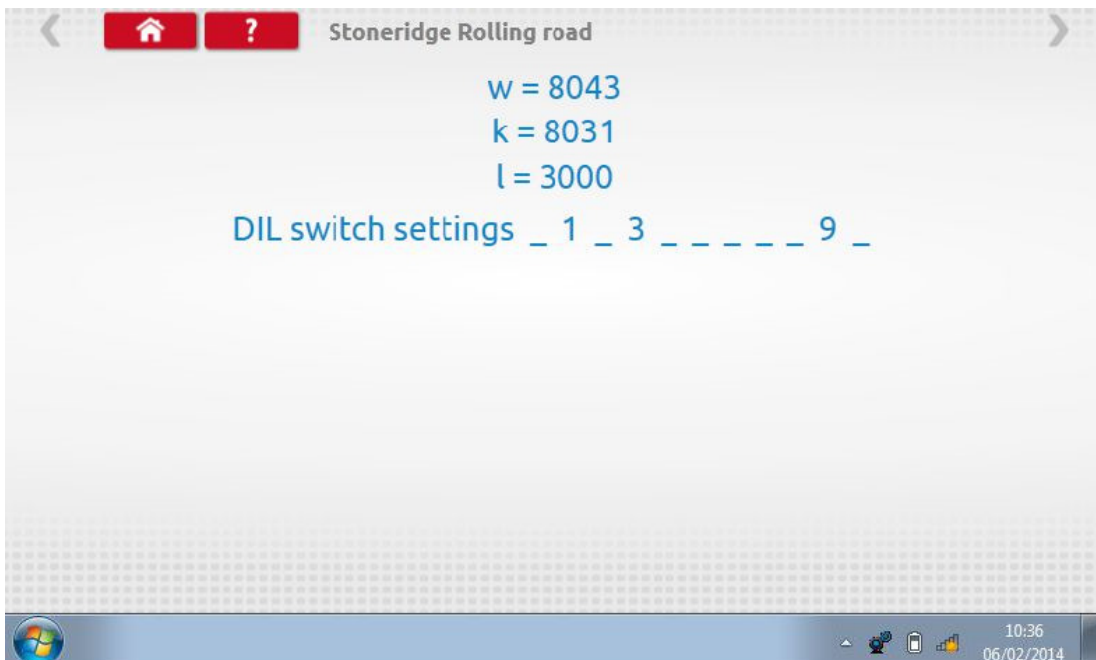 ? Stoneridge Rolling road
w = 8043
k = 8031
l = 3000
DIL switch settings _ 1 _ 3 _ _ _ _ _ 9 _
10:36
06/02/2014